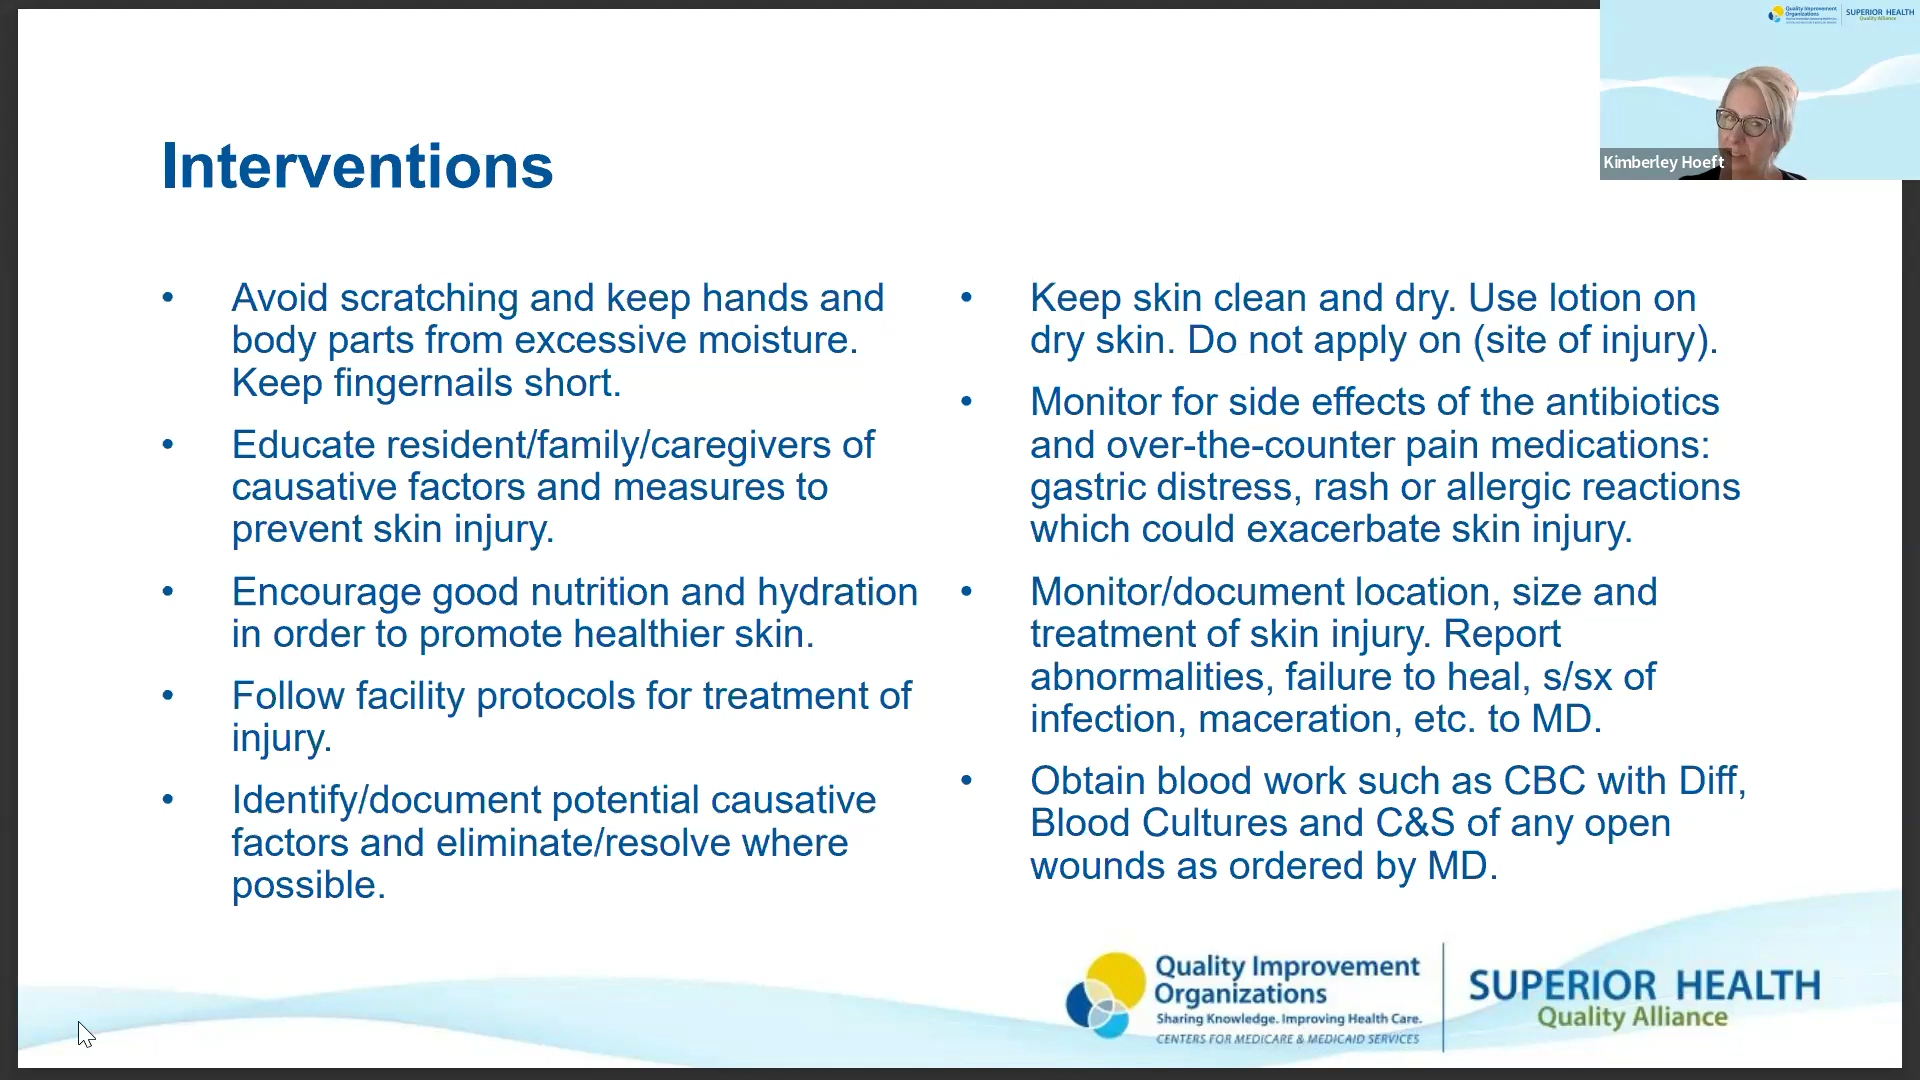 Interventions
• Avoid scratching and keep hands and
body parts from excessive moisture.
Keep fingernails short.
• Educate resident/family/caregivers of
causative factors and measures to
prevent skin injury.
• Encourage good nutrition and hydration
in order to promote healthier skin.
• Follow facility protocols for treatment of
injury.
• Identify/document potential causative
factors and eliminate/resolve where
possible.
• Keep skin clean and dry. Use lotion on
dry skin. Do not apply on (site of injury).
• Monitor for side effects of the antibiotics
and over-the-counter pain medications:
gastric distress, rash or allergic reactions
which could exacerbate skin injury.
• Monitor/document location, size and
treatment of skin injury. Report
abnormalities, failure to heal, s/sx of
infection, maceration, etc. to MD.
• Obtain blood work such as CBC with Diff,
Blood Cultures and C&S of any open
wounds as ordered by MD.
Quality Improvement
Organizations
Sharing Knowledge. Improving Health Care.
CENTERS FOR MEDICARE & MEDICAID SERVICES
SUPERIOR HEALTH
Quality Alliance
Quality Improvement
Organizations
SUPERIOR HEALTH
Quality Alliance
Kimberley Hoeft